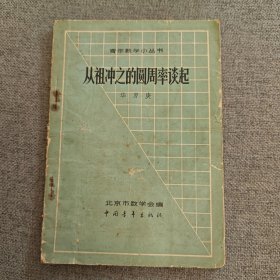 青年数学小丛书
从祖冲之的圆周率谈起
华罗庚
北京市数学会编
中国青年出版社